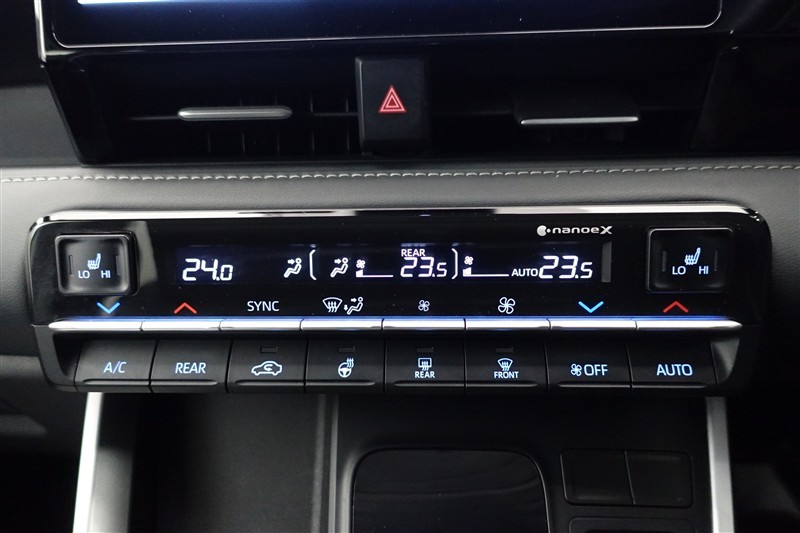 nanoeX
LO HI
24.0
REAR
23.5
AUTO 23.5
LO HI
SYNC
A/C
REAR
REAR
FRONT
OFF
AUTO